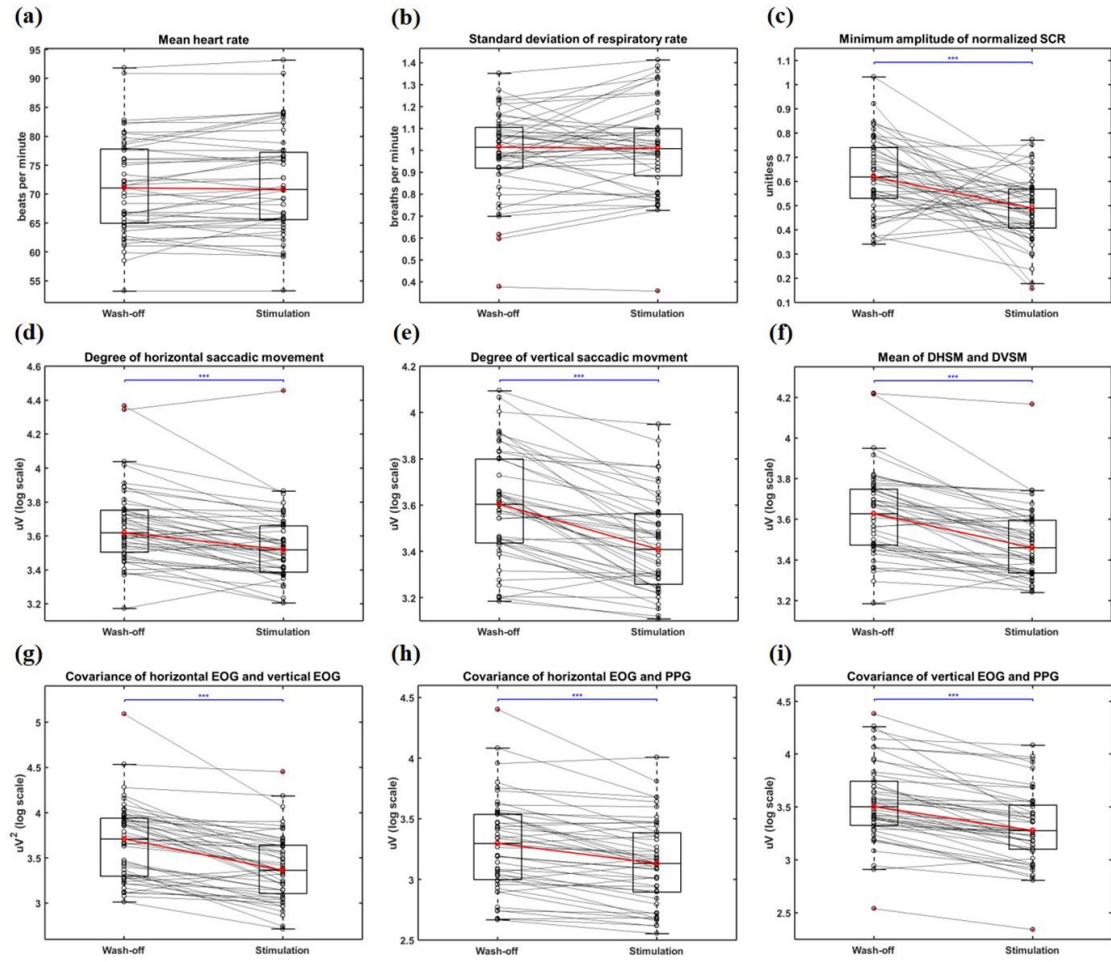 (a)
Mean heart rate
beats per minute
95
90
85
80
75
70
65
60
55
Wash-off Stimulation
(b)
Standard deviation of respiratory rate
breaths per minute
1.4
1.3
1.2
1.1
1.0
0.9
0.8
0.7
0.6
0.5
0.4
Wash-off Stimulation
(c)
Minimum amplitude of normalized SCR
***
unitless
1.1
1
0.9
0.8
0.7
0.6
0.5
0.4
0.3
0.2
0.1
Wash-off Stimulation
(d)
Degree of horizontal saccadic movement
***
uV (log scale)
4.6
4.4
4.2
4
3.8
3.6
3.4
3.2
Wash-off Stimulation
(e)
Degree of vertical saccadic movment
***
uV (log scale)
4.2
4
3.8
3.6
3.4
3.2
Wash-off Stimulation
(f)
Mean of DHSM and DVSM
***
uV (log scale)
4.2
4
3.8
3.6
3.4
3.2
Wash-off Stimulation
(g)
Covariance of horizontal EOG and vertical EOG
***
uV² (log scale)
5
4.5
4
3.5
3
Wash-off Stimulation
(h)
Covariance of horizontal EOG and PPG
***
uV (log scale)
4.5
4
3.5
3
2.5
Wash-off Stimulation
(i)
Covariance of vertical EOG and PPG
***
uV (log scale)
4.5
4
3.5
3
2.5
Wash-off Stimulation